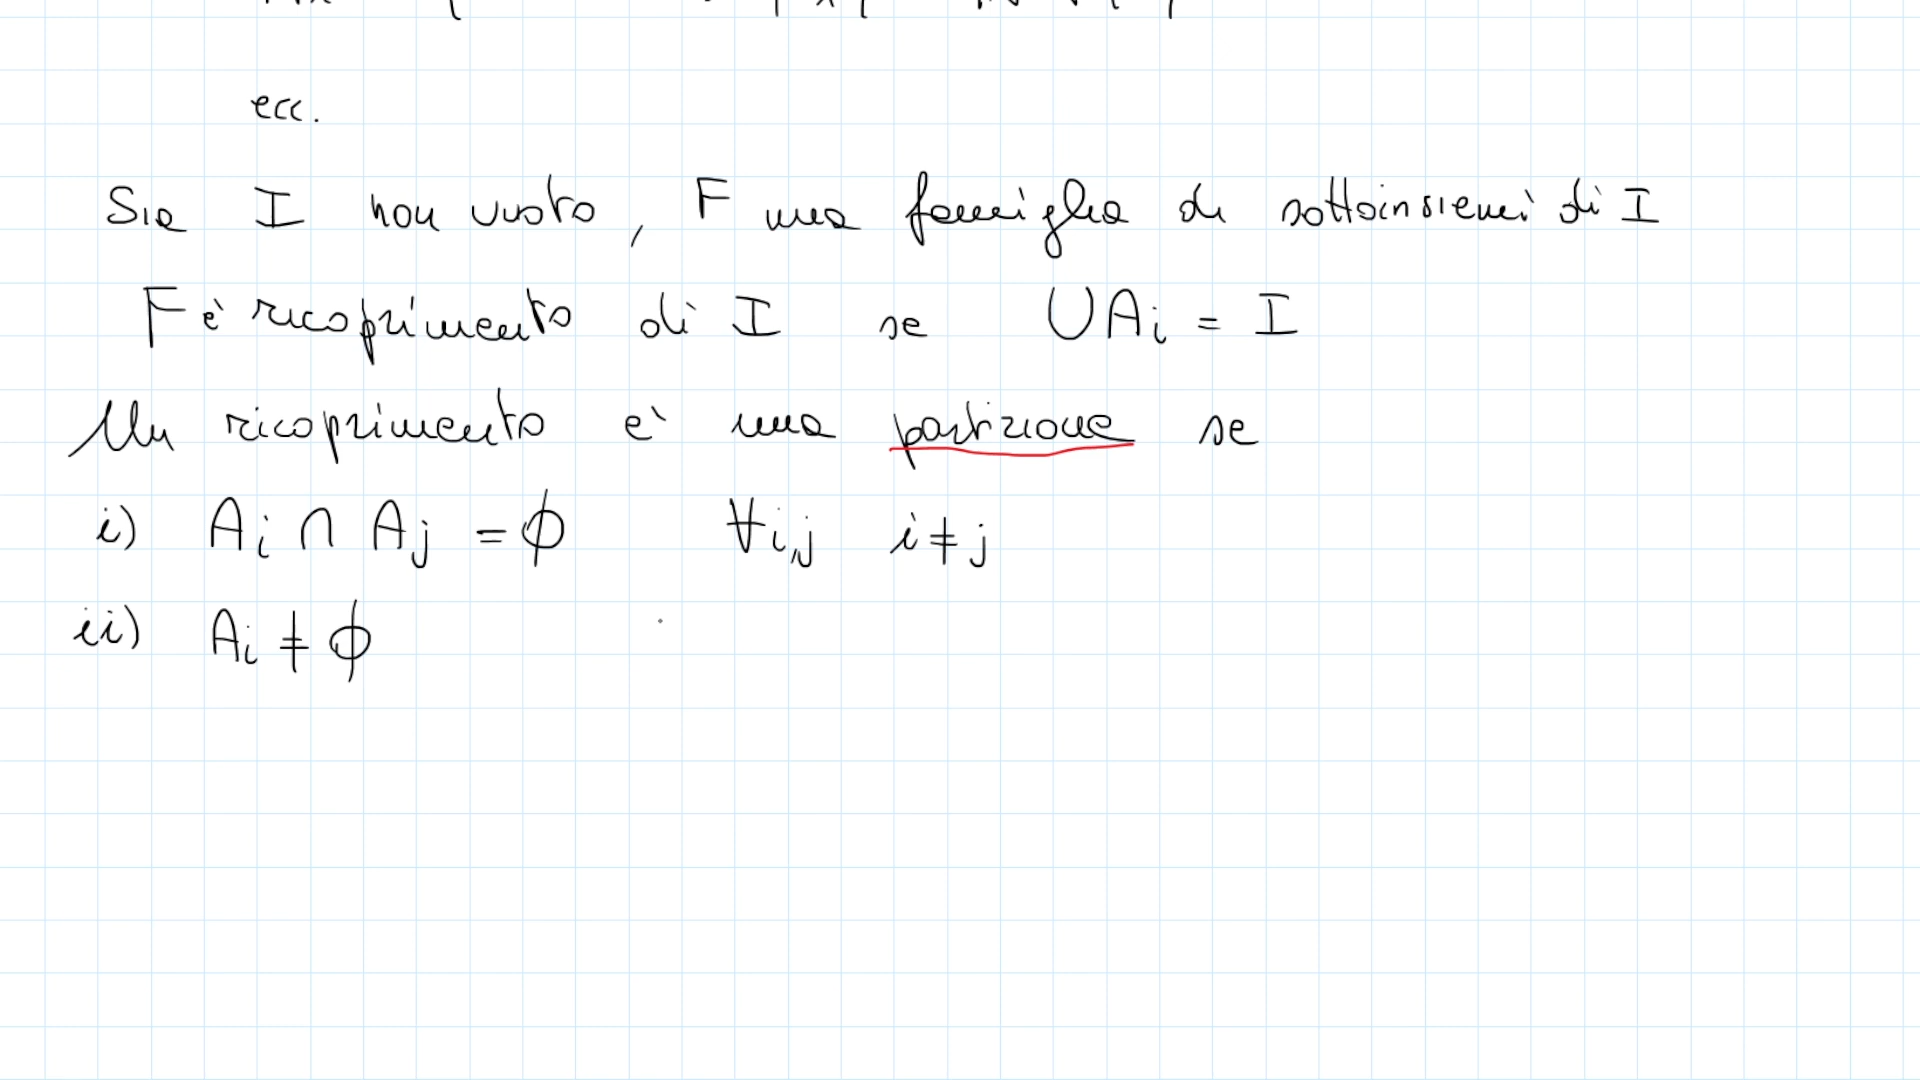 ecc.
Sia I non vuoto, F una famiglia di sottoinsiemi di I
F è ricoprimento di I se ∪Ai = I
Un ricoprimento è una partizione se
i) Ai ∩ Aj = ϕ ∀i,j i≠j
ii) Ai ≠ ϕ